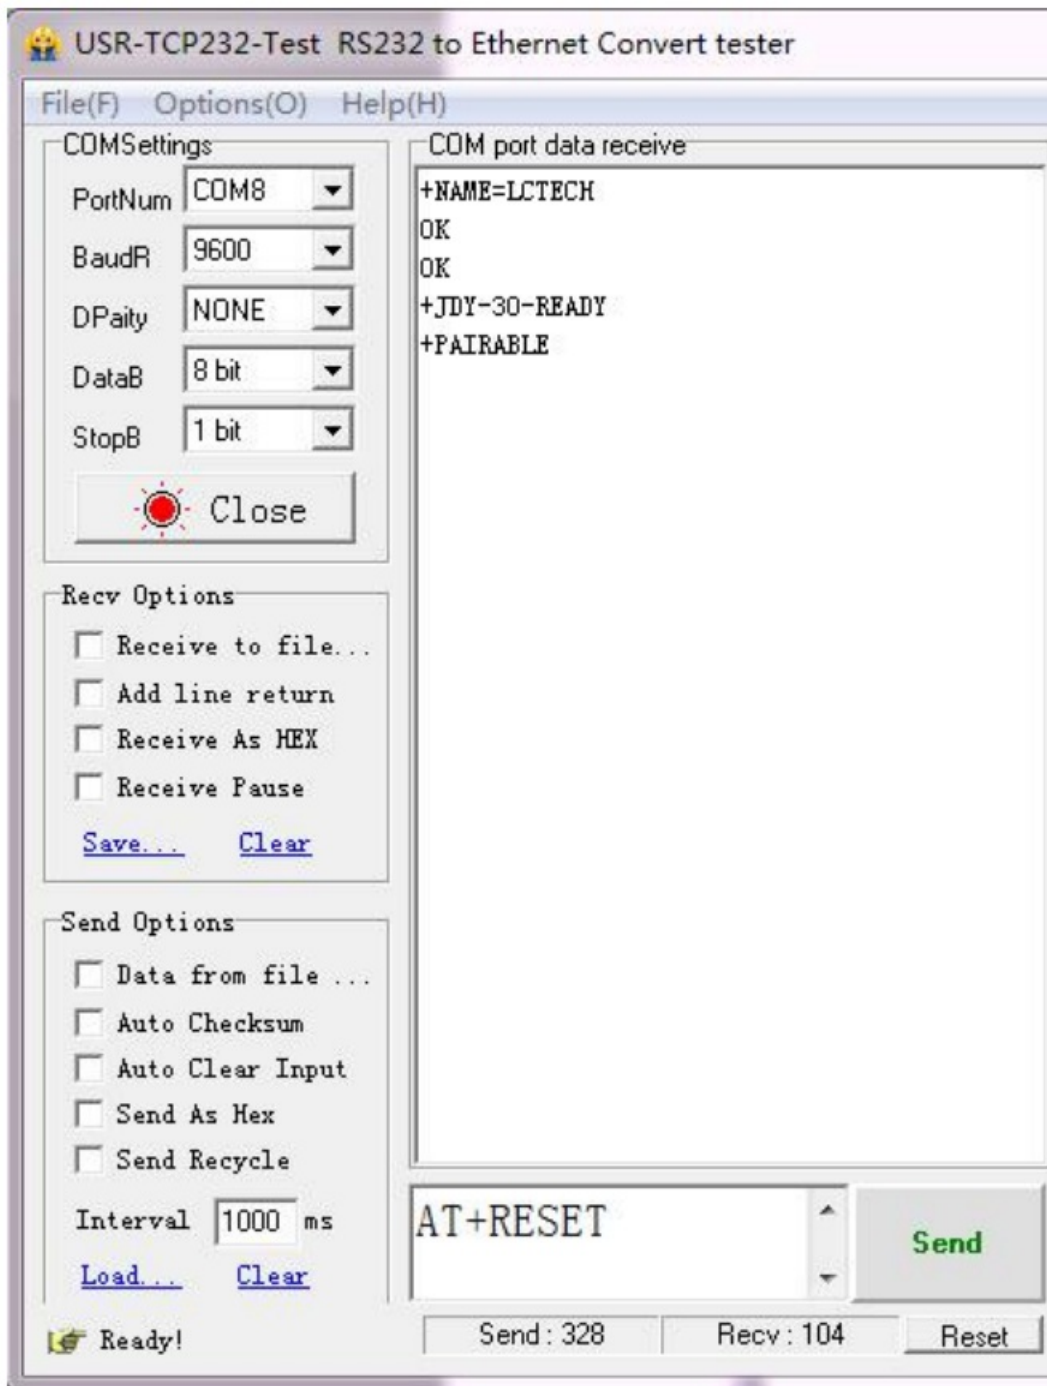 USR-TCP232-Test RS232 to Ethernet Convert tester
File(F) Options(O) Help(H)
COMSettings
PortNum COM8
BaudR 9600
DPaity NONE
DataB 8 bit
StopB 1 bit
Close
Recv Options
Receive to file...
Add line return
Receive As HEX
Receive Pause
Save... Clear
Send Options
Data from file ...
Auto Checksum
Auto Clear Input
Send As Hex
Send Recycle
Interval 1000 ms
Load... Clear
COM port data receive
+NAME=LCTECH
OK
OK
+JDY-30-READY
+PAIRABLE
AT+RESET
Send
Ready!
Send : 328
Recv : 104
Reset